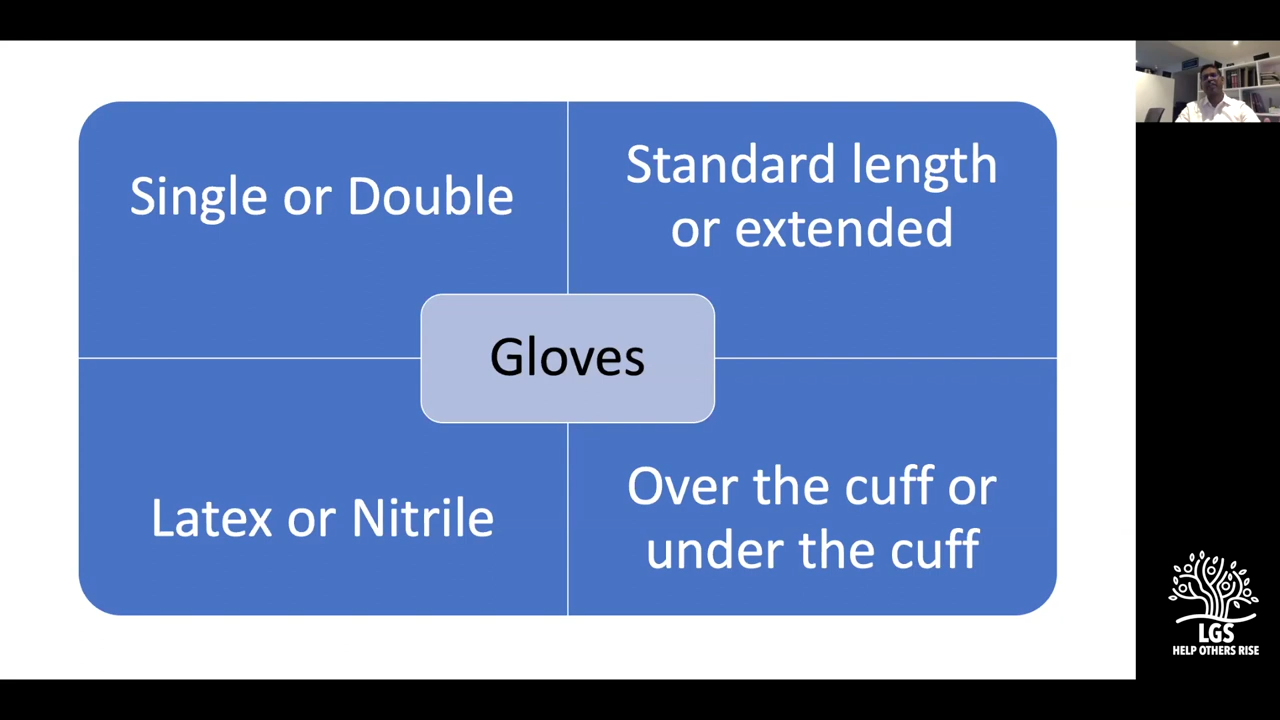 Single or Double
Standard length
or extended
Gloves
Latex or Nitrile
Over the cuff or
under the cuff
LGS
HELP OTHERS RISE